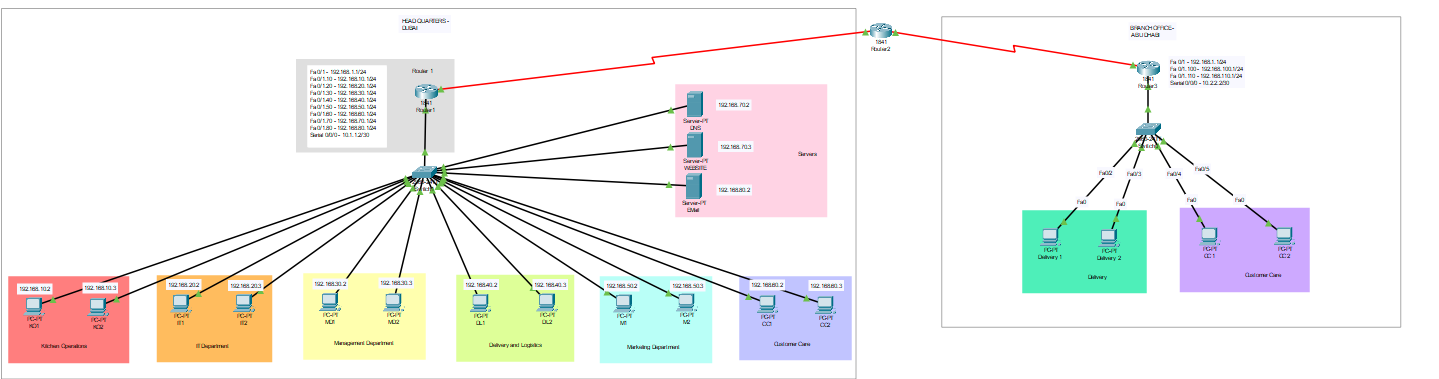 HEAD QUARTERS -
DUBAI
Router 1
Fa 0/1 - 192.168.1.1/24
Fa 0/1.10 - 192.168.10.1/24
Fa 0/1.20 - 192.168.20.1/24
Fa 0/1.30 - 192.168.30.1/24
Fa 0/1.40 - 192.168.40.1/24
Fa 0/1.50 - 192.168.50.1/24
Fa 0/1.60 - 192.168.60.1/24
Fa 0/1.70 - 192.168.70.1/24
Fa 0/1.80 - 192.168.80.1/24
Serial 0/0/0 - 10.1.1.2/30
1841
Router1
1841
Router2
BRANCH OFFICE -
ABU DHABI
1841
Router3
Fa 0/1 - 192.168.1.1/24
Fa 0/1.100 - 192.168.100.1/24
Fa 0/1.110 - 192.168.110.1/24
Serial 0/0/0 - 10.2.2.2/30
Server-PT
DNS
192.168.70.2
Server-PT
WEBSITE
192.168.70.3
Server-PT
EMail
192.168.80.2
Servers
Fa0/2
Fa0/3
Fa0/4
Fa0/5
Fa0
Fa0
Fa0
Fa0
PC-PT
Delivery 1
PC-PT
Delivery 2
Delivery
PC-PT
CC 1
PC-PT
CC 2
Customer Care
192.168.10.2
192.168.10.3
PC-PT
KO1
PC-PT
KO2
Kitchen Operations
192.168.20.2
192.168.20.3
PC-PT
IT1
PC-PT
IT2
IT Department
192.168.30.2
192.168.30.3
PC-PT
MD1
PC-PT
MD2
Management Department
192.168.40.2
192.168.40.3
PC-PT
DL1
PC-PT
DL2
Delivery and Logistics
192.168.50.2
192.168.50.3
PC-PT
M1
PC-PT
M2
Marketing Department
192.168.60.2
192.168.60.3
PC-PT
CC1
PC-PT
CC2
Customer Care